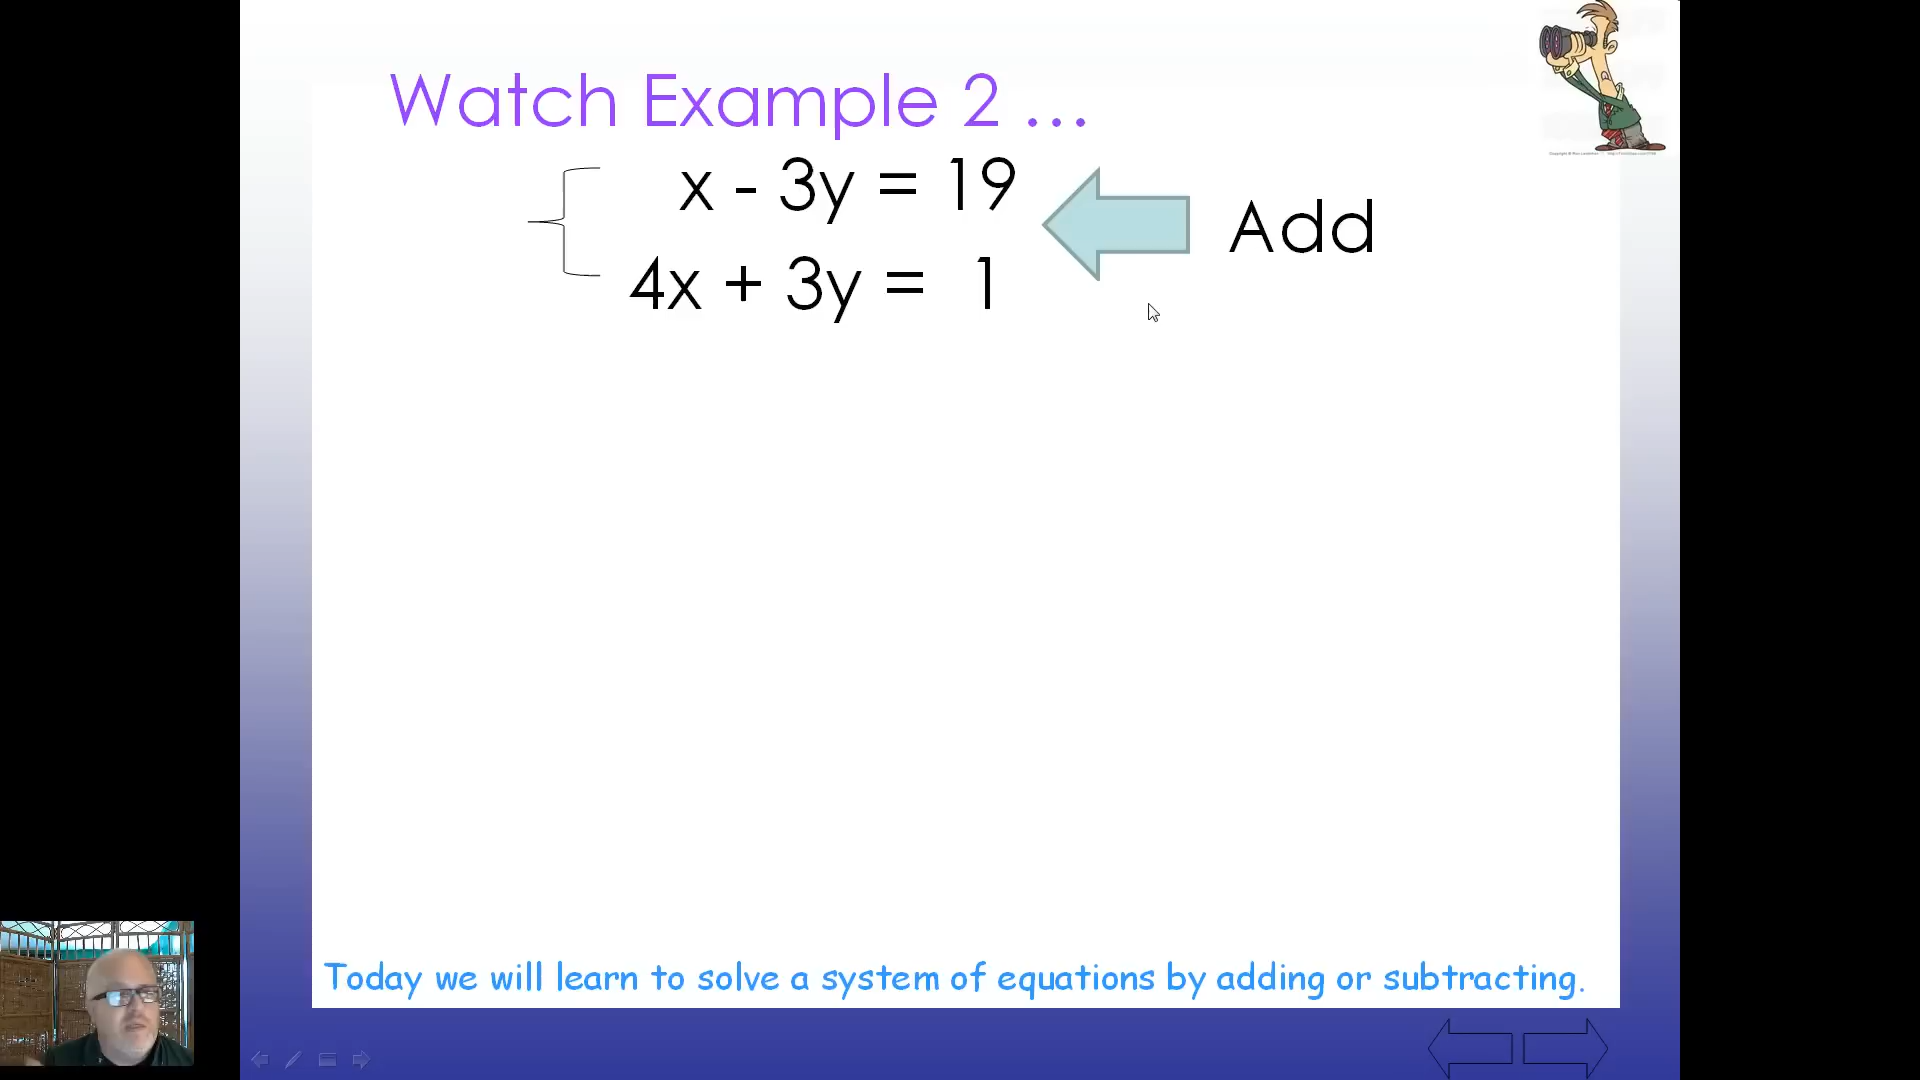 Watch Example 2 ...
x - 3y = 19
Add
4x + 3y = 1
Today we will learn to solve a system of equations by adding or subtracting.